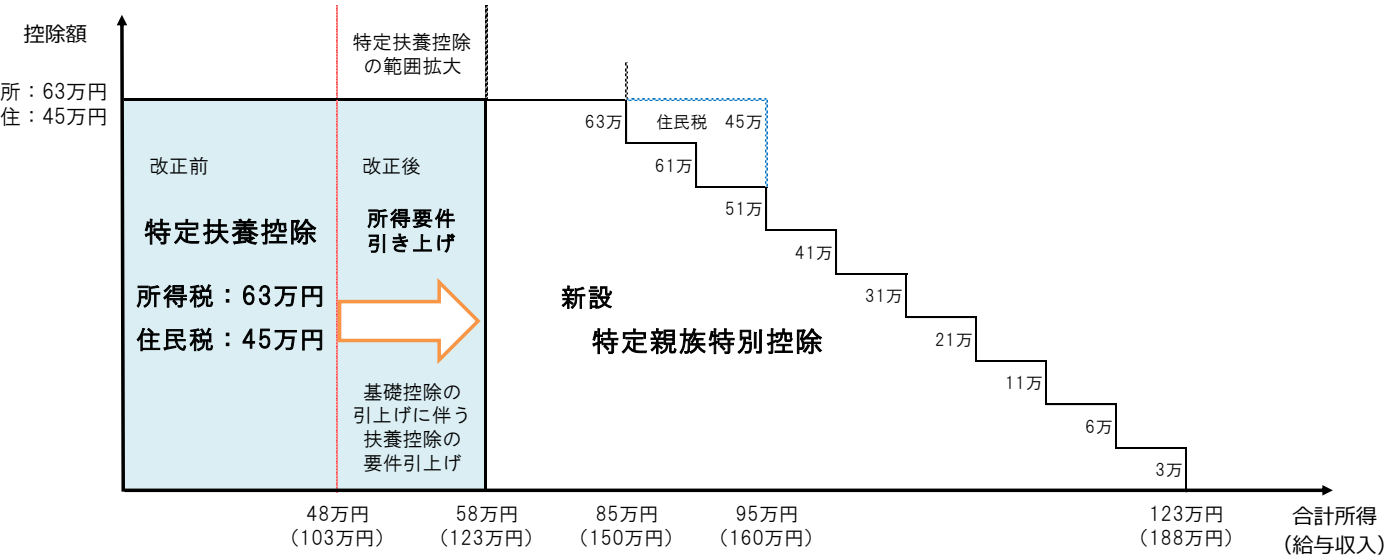 控除額
所：63万円
住：45万円
特定扶養控除
の範囲拡大
改正前
特定扶養控除
所得税：63万円
住民税：45万円
改正後
所得要件
引き上げ
基礎控除の
引上げに伴う
扶養控除の
要件引上げ
新設
特定親族特別控除
63万
住民税　45万
61万
51万
41万
31万
21万
11万
6万
3万
48万円
(103万円)
58万円
(123万円)
85万円
(150万円)
95万円
(160万円)
123万円
(188万円)
合計所得
(給与収入)